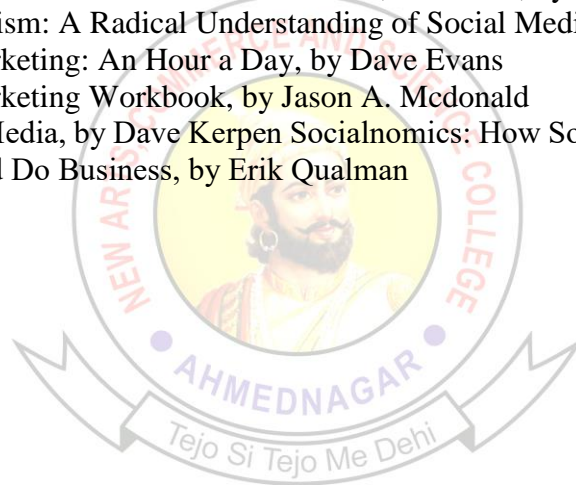 ism: A Radical Understanding of Social Medi
rketing: An Hour a Day, by Dave Evans
rketing Workbook, by Jason A. Mcdonald
Media, by Dave Kerpen Socialnomics: How So
d Do Business, by Erik Qualman
NEW ARTS, COMMERCE AND SCIENCE COLLEGE
AHMEDNAGAR
Tejo Si Tejo Me Dehi